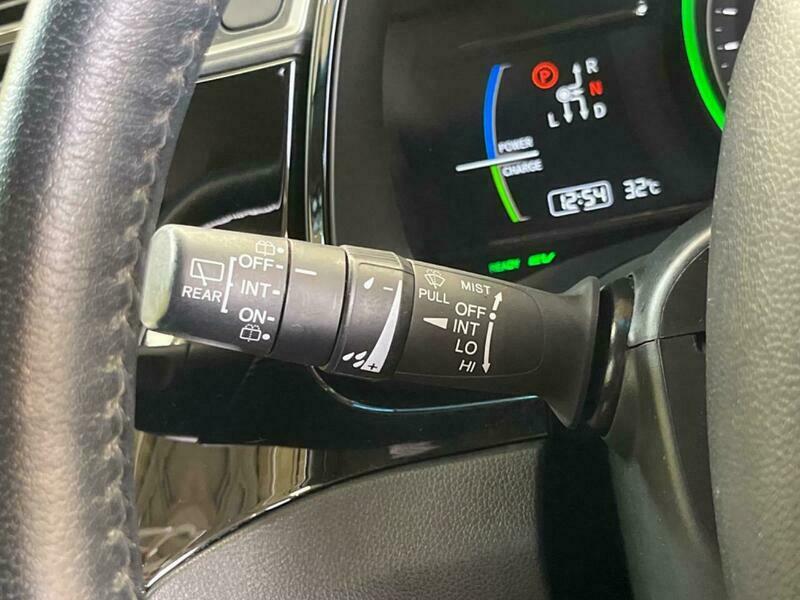 P
R
N
L D
POWER
CHARGE
12:54 32℃
READY EV
OFF
REAR INT
ON
-
+
PULL MIST
OFF
INT
LO
HI